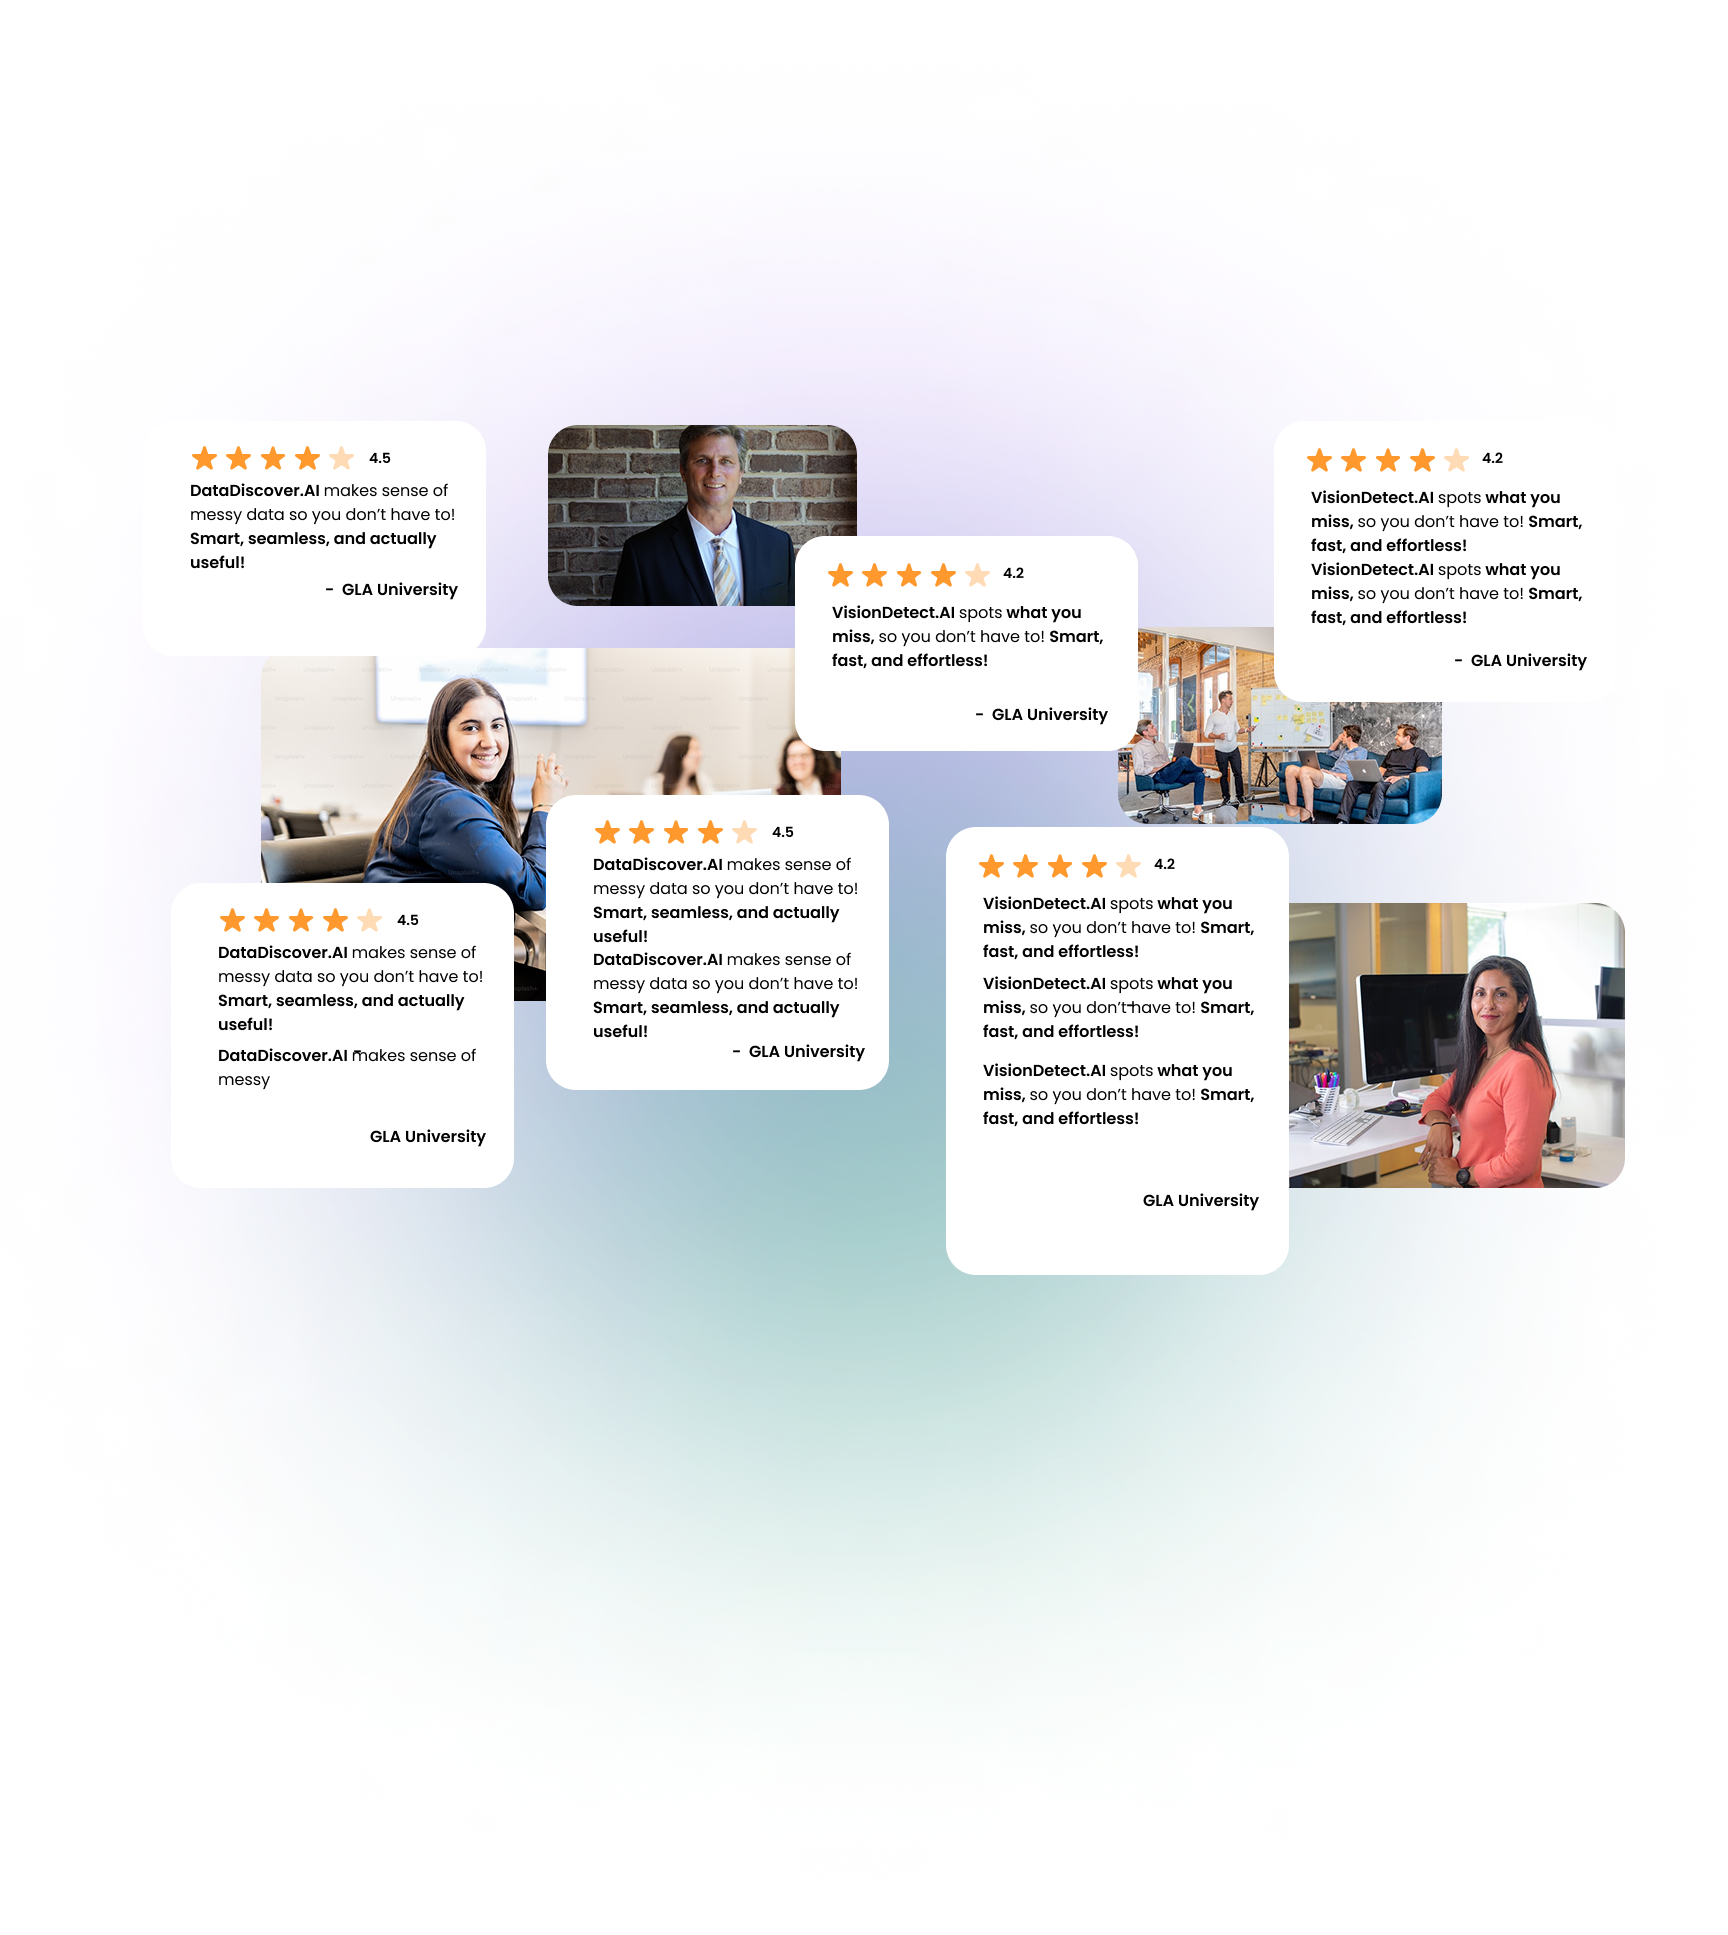 4.5
DataDiscover.AI makes sense of
messy data so you don’t have to!
Smart, seamless, and actually
useful!
- GLA University
4.2
VisionDetect.AI spots what you
miss, so you don’t have to! Smart,
fast, and effortless!
- GLA University
4.2
VisionDetect.AI spots what you
miss, so you don’t have to! Smart,
fast, and effortless!
VisionDetect.AI spots what you
miss, so you don’t have to! Smart,
fast, and effortless!
- GLA University
4.5
DataDiscover.AI makes sense of
messy data so you don’t have to!
Smart, seamless, and actually
useful!
DataDiscover.AI makes sense of
messy
GLA University
4.5
DataDiscover.AI makes sense of
messy data so you don’t have to!
Smart, seamless, and actually
useful!
DataDiscover.AI makes sense of
messy data so you don’t have to!
Smart, seamless, and actually
useful!
- GLA University
4.2
VisionDetect.AI spots what you
miss, so you don’t have to! Smart,
fast, and effortless!
VisionDetect.AI spots what you
miss, so you don’t have to! Smart,
fast, and effortless!
VisionDetect.AI spots what you
miss, so you don’t have to! Smart,
fast, and effortless!
GLA University